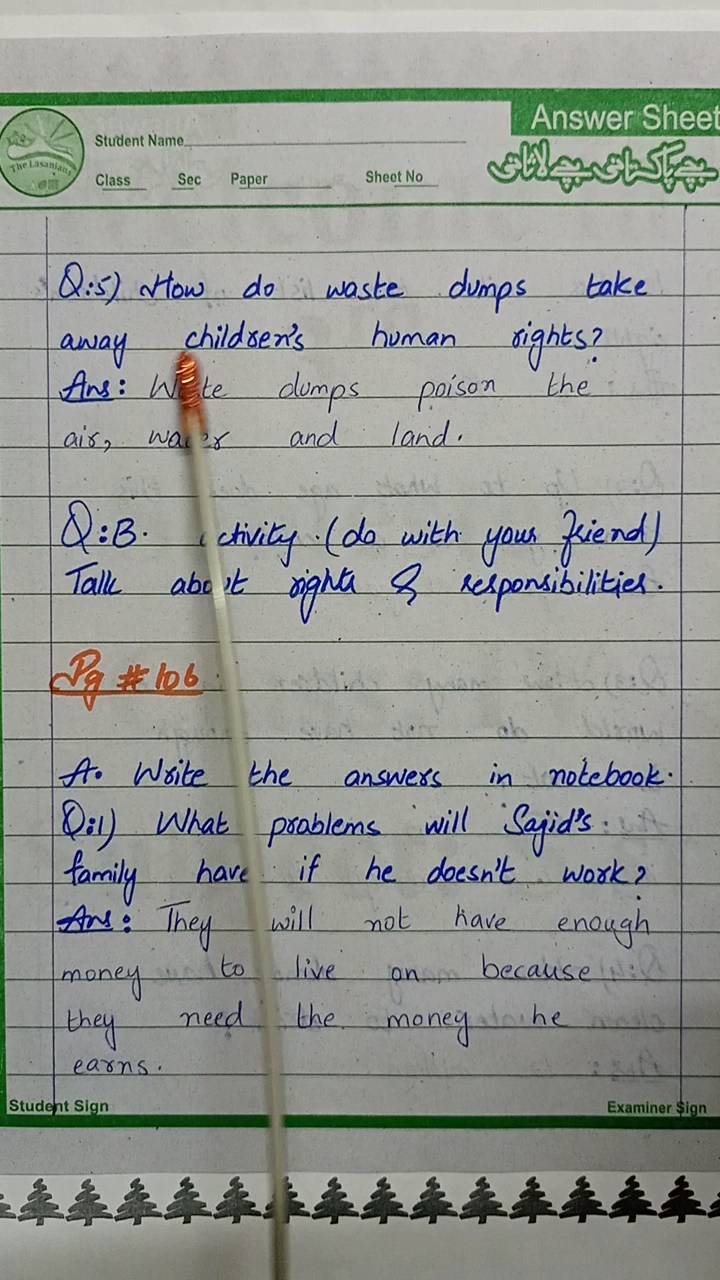 Answer Sheet
The Lasanians
Student Name
Class Sec Paper Sheet No
Q:5) How do waste dumps take
away children's human rights?
Ans: Waste dumps poison the
air, water and land.
Q:B. Activity (do with your friend)
Talk about rights & responsibilities.
Pg # 106
A. Write the answers in notebook.
Q:1) What problems will Sajid's
family have if he doesn't work?
Ans: They will not have enough
money to live on because
they need the money he
earns.
Student Sign Examiner Sign